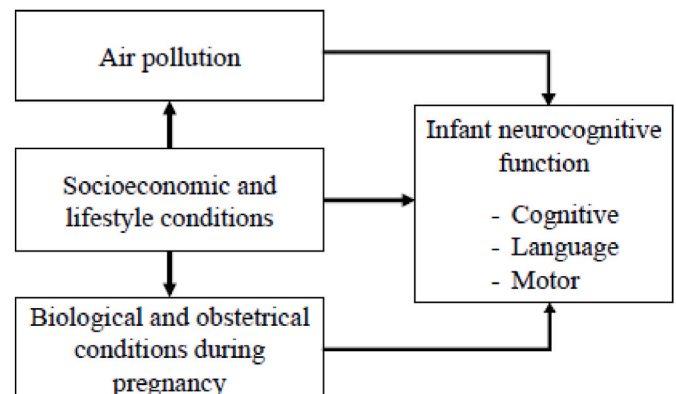 Air pollution
Socioeconomic and
lifestyle conditions
Biological and obstetrical
conditions during
pregnancy
Infant neurocognitive
function
- Cognitive
- Language
- Motor